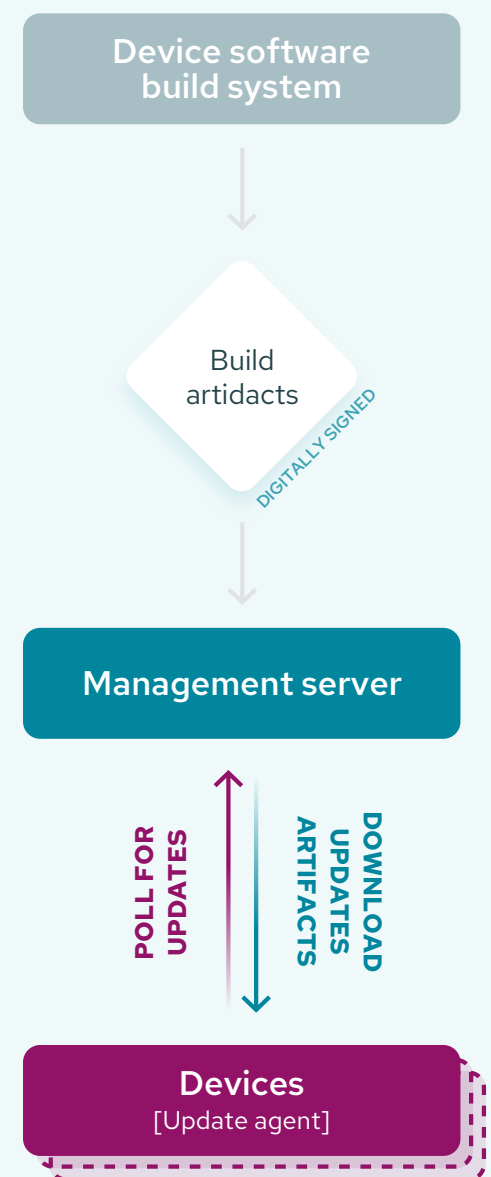 Device software
build system
Build
artidacts
DIGITALLY SIGNED
Management server
POLL FOR
UPDATES
DOWNLOAD
UPDATES
ARTIFACTS
Devices
[Update agent]